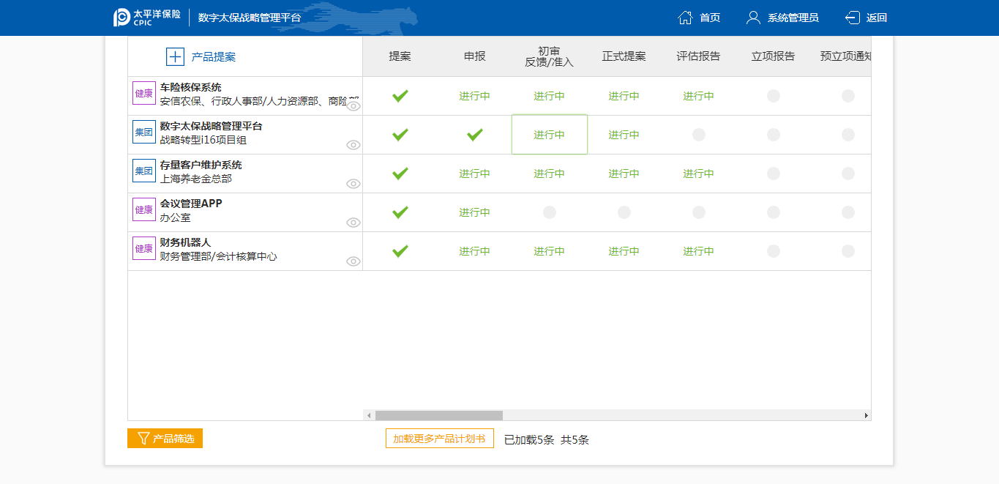 太平洋保险
CPIC
数字太保战略管理平台
首页
系统管理员
返回
产品提案
提案
申报
初审
反馈/准入
正式提案
评估报告
立项报告
预立项通知
健康
车险核保系统
安信农保、行政人事部/人力资源部、商险部
进行中
进行中
进行中
进行中
集团
数字太保战略管理平台
战略转型i16项目组
进行中
进行中
集团
存量客户维护系统
上海养老金总部
进行中
进行中
进行中
进行中
健康
会议管理APP
办公室
进行中
健康
财务机器人
财务管理部/会计核算中心
进行中
进行中
进行中
进行中
产品筛选
加载更多产品计划书
已加载5条 共5条